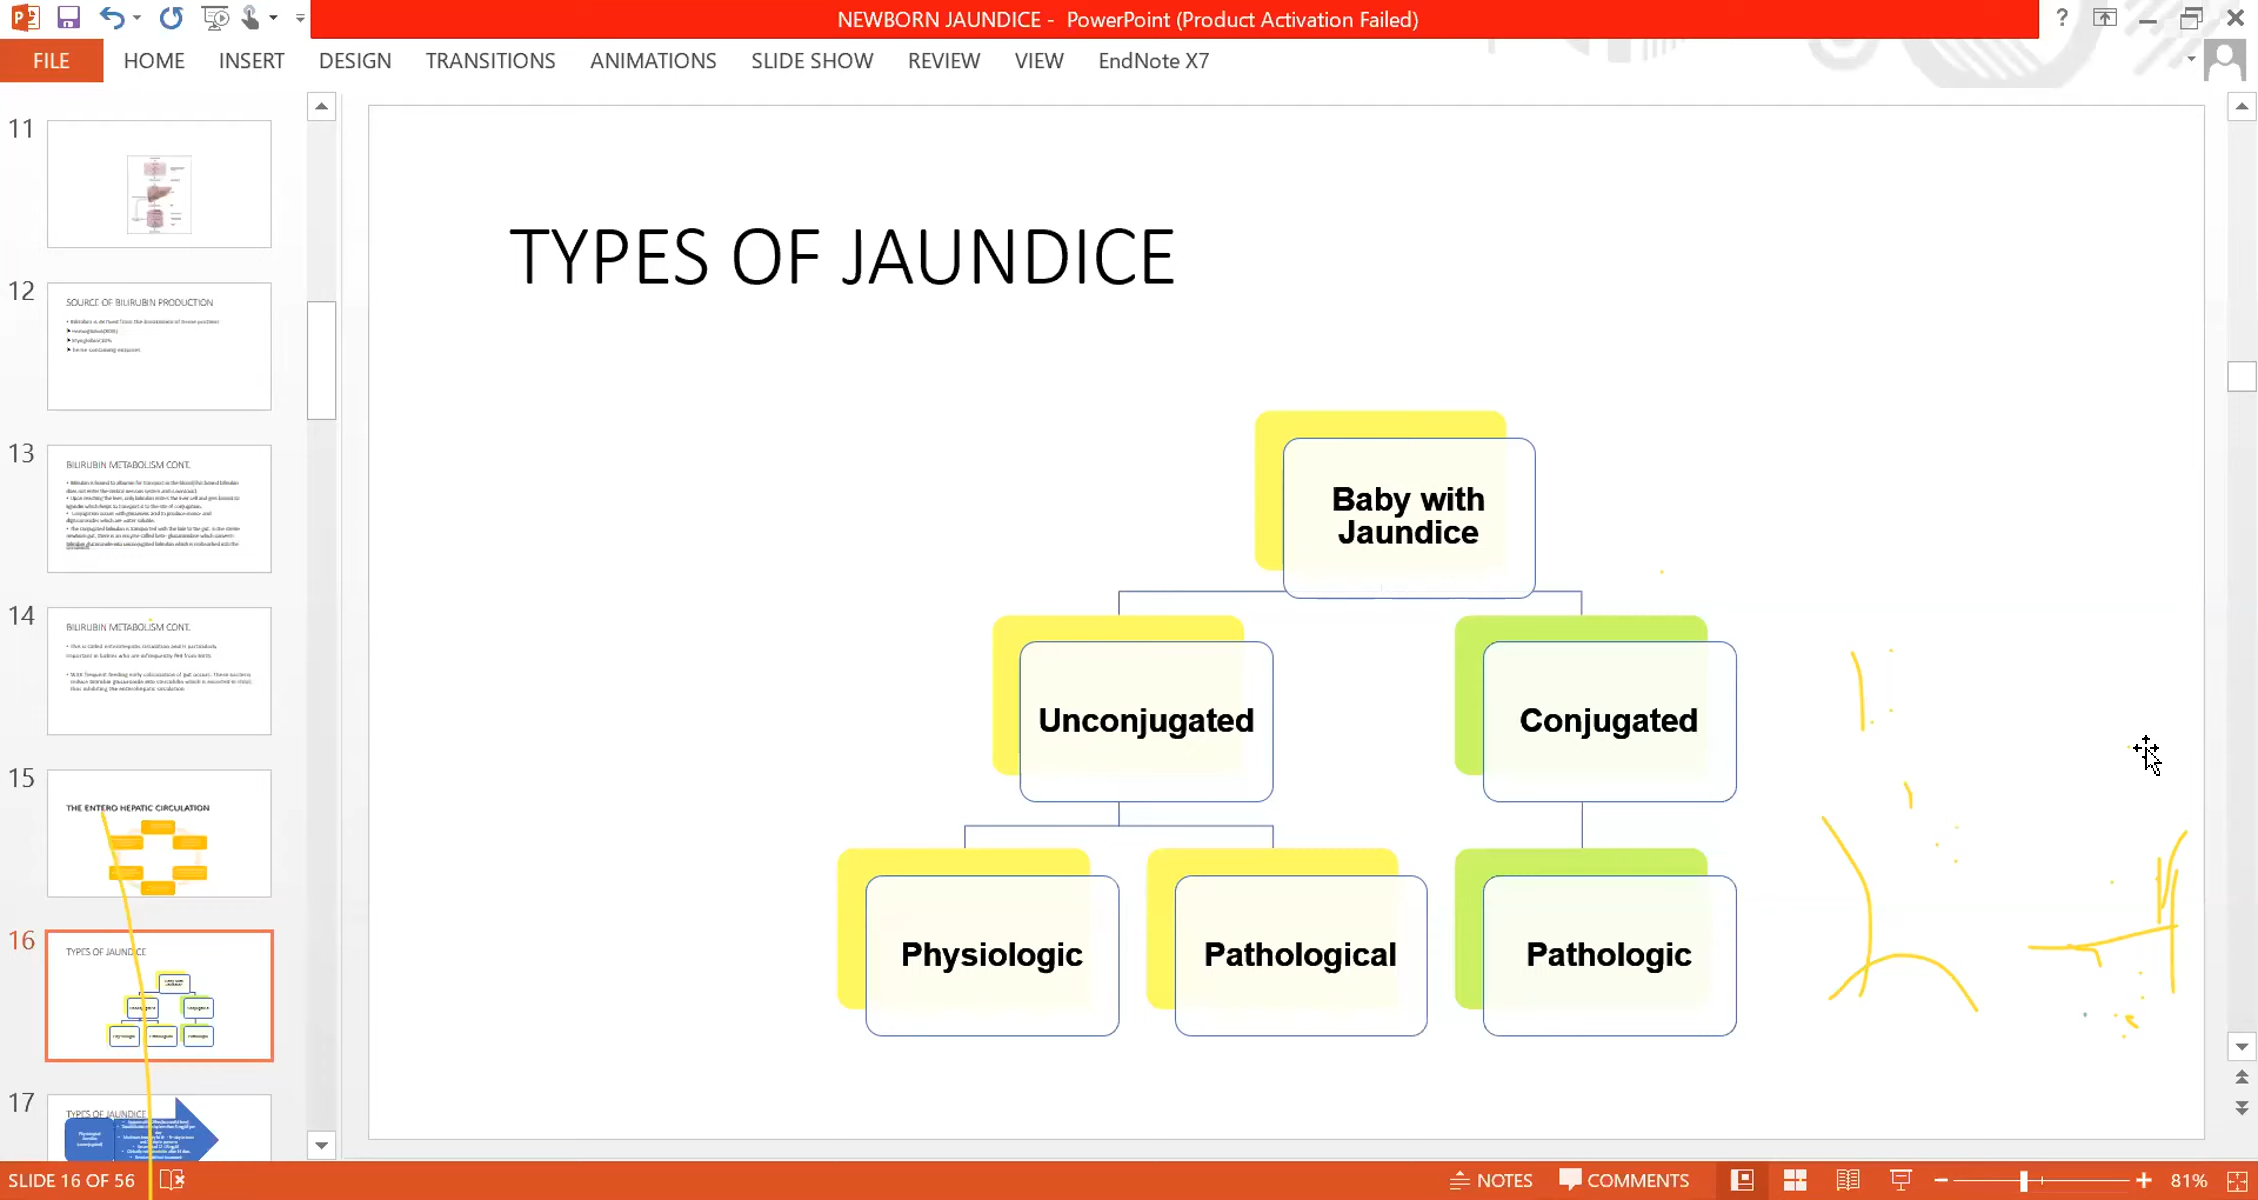 NEWBORN JAUNDICE - PowerPoint (Product Activation Failed)
?
FILE HOME INSERT DESIGN TRANSITIONS ANIMATIONS SLIDE SHOW REVIEW VIEW EndNote X7
11
12
SOURCE OF BILIRUBIN PRODUCTION
13
BILIRUBIN METABOLISM CONT.
14
BILIRUBIN METABOLISM CONT.
15
THE ENTERO HEPATIC CIRCULATION
16
TYPES OF JAUNDICE
17
TYPES OF JAUNDICE
TYPES OF JAUNDICE
Baby with
Jaundice
Unconjugated
Conjugated
Physiologic
Pathological
Pathologic
SLIDE 16 OF 56
NOTES
COMMENTS
81%